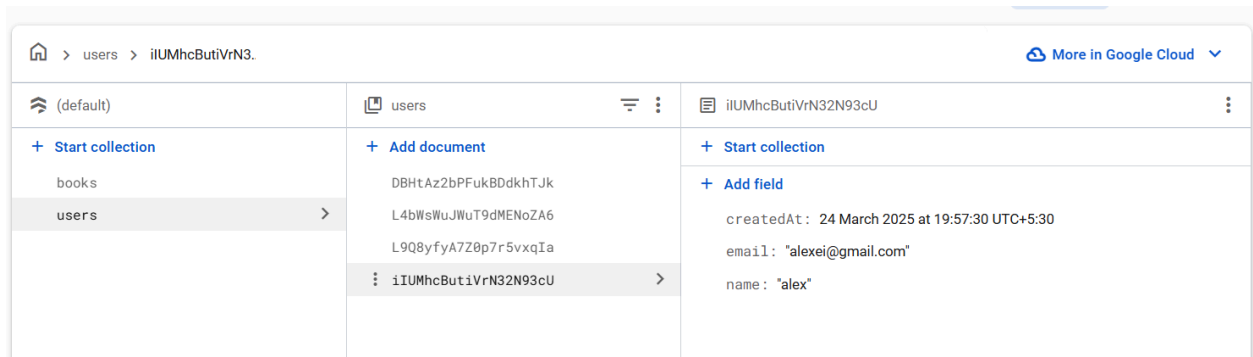 users > iIUMhcButiVrN3..
More in Google Cloud
(default)
users
iIUMhcButiVrN32N93cU
+ Start collection
+ Add document
+ Start collection
books
users
DBHtAz2bPFukBDdkhTJk
L4bWsWuJWuT9dMENoZA6
L9Q8yfyA7Z0p7r5vxqIa
iIUMhcButiVrN32N93cU
+ Add field
createdAt: 24 March 2025 at 19:57:30 UTC+5:30
email: "alexei@gmail.com"
name: "alex"